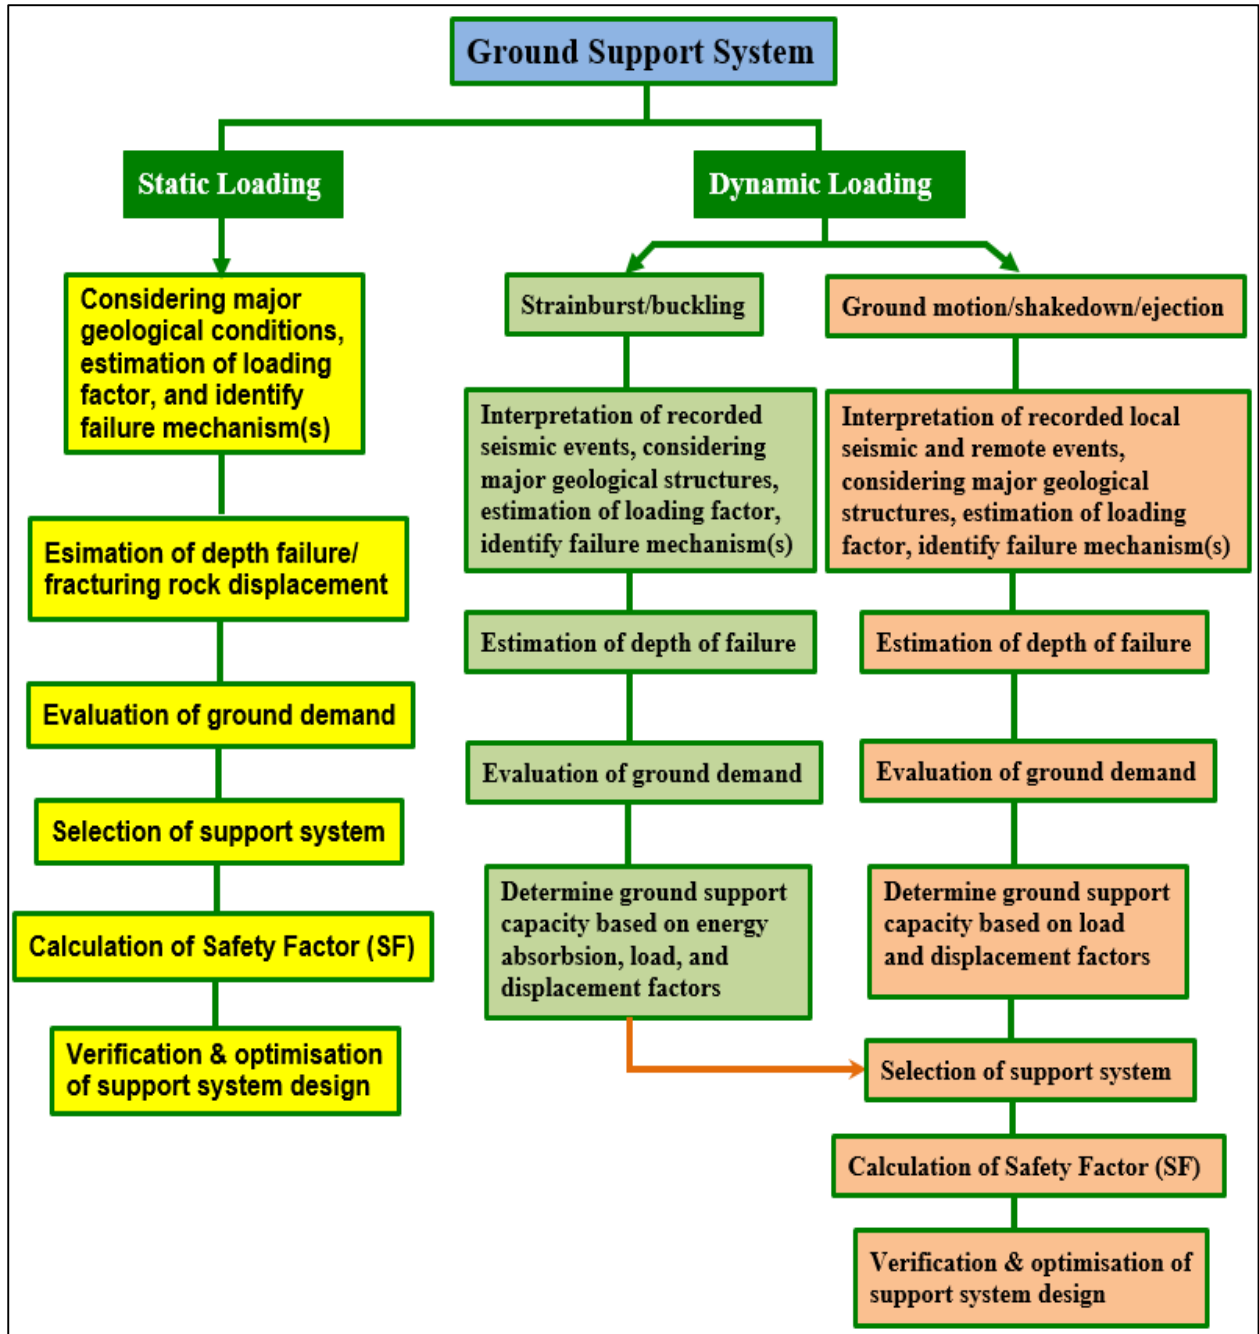 Ground Support System
Static Loading
Dynamic Loading
Considering major
geological conditions,
estimation of loading
factor, and identify
failure mechanism(s)
Esimation of depth failure/
fracturing rock displacement
Evaluation of ground demand
Selection of support system
Calculation of Safety Factor (SF)
Verification & optimisation
of support system design
Strainburst/buckling
Interpretation of recorded
seismic events, considering
major geological structures,
estimation of loading factor,
identify failure mechanism(s)
Estimation of depth of failure
Evaluation of ground demand
Determine ground support
capacity based on energy
absorbsion, load, and
displacement factors
Ground motion/shakedown/ejection
Interpretation of recorded local
seismic and remote events,
considering major geological
structures, estimation of loading
factor, identify failure mechanism(s)
Estimation of depth of failure
Evaluation of ground demand
Determine ground support
capacity based on load
and displacement factors
Selection of support system
Calculation of Safety Factor (SF)
Verification & optimisation of
support system design